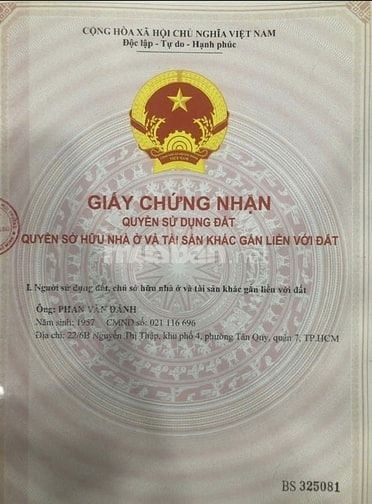 CỘNG HÒA XÃ HỘI CHỦ NGHĨA VIỆT NAM
Độc lập - Tự do - Hạnh phúc
VIỆT NAM
GIẤY CHỨNG NHẬN
QUYỀN SỬ DỤNG ĐẤT
QUYỀN SỞ HỮU NHÀ Ở VÀ TÀI SẢN KHÁC GẮN LIỀN VỚI ĐẤT
I. Người sử dụng đất, chủ sở hữu nhà ở và tài sản khác gắn liền với đất
Ông: PHAN VĂN DÀNH
Năm sinh: 1957 CMND số: 021 116 696
Địa chỉ: 22/6B Nguyễn Thị Thập, khu phố 4, phường Tân Quy, quận 7, TP.HCM
BS 325081